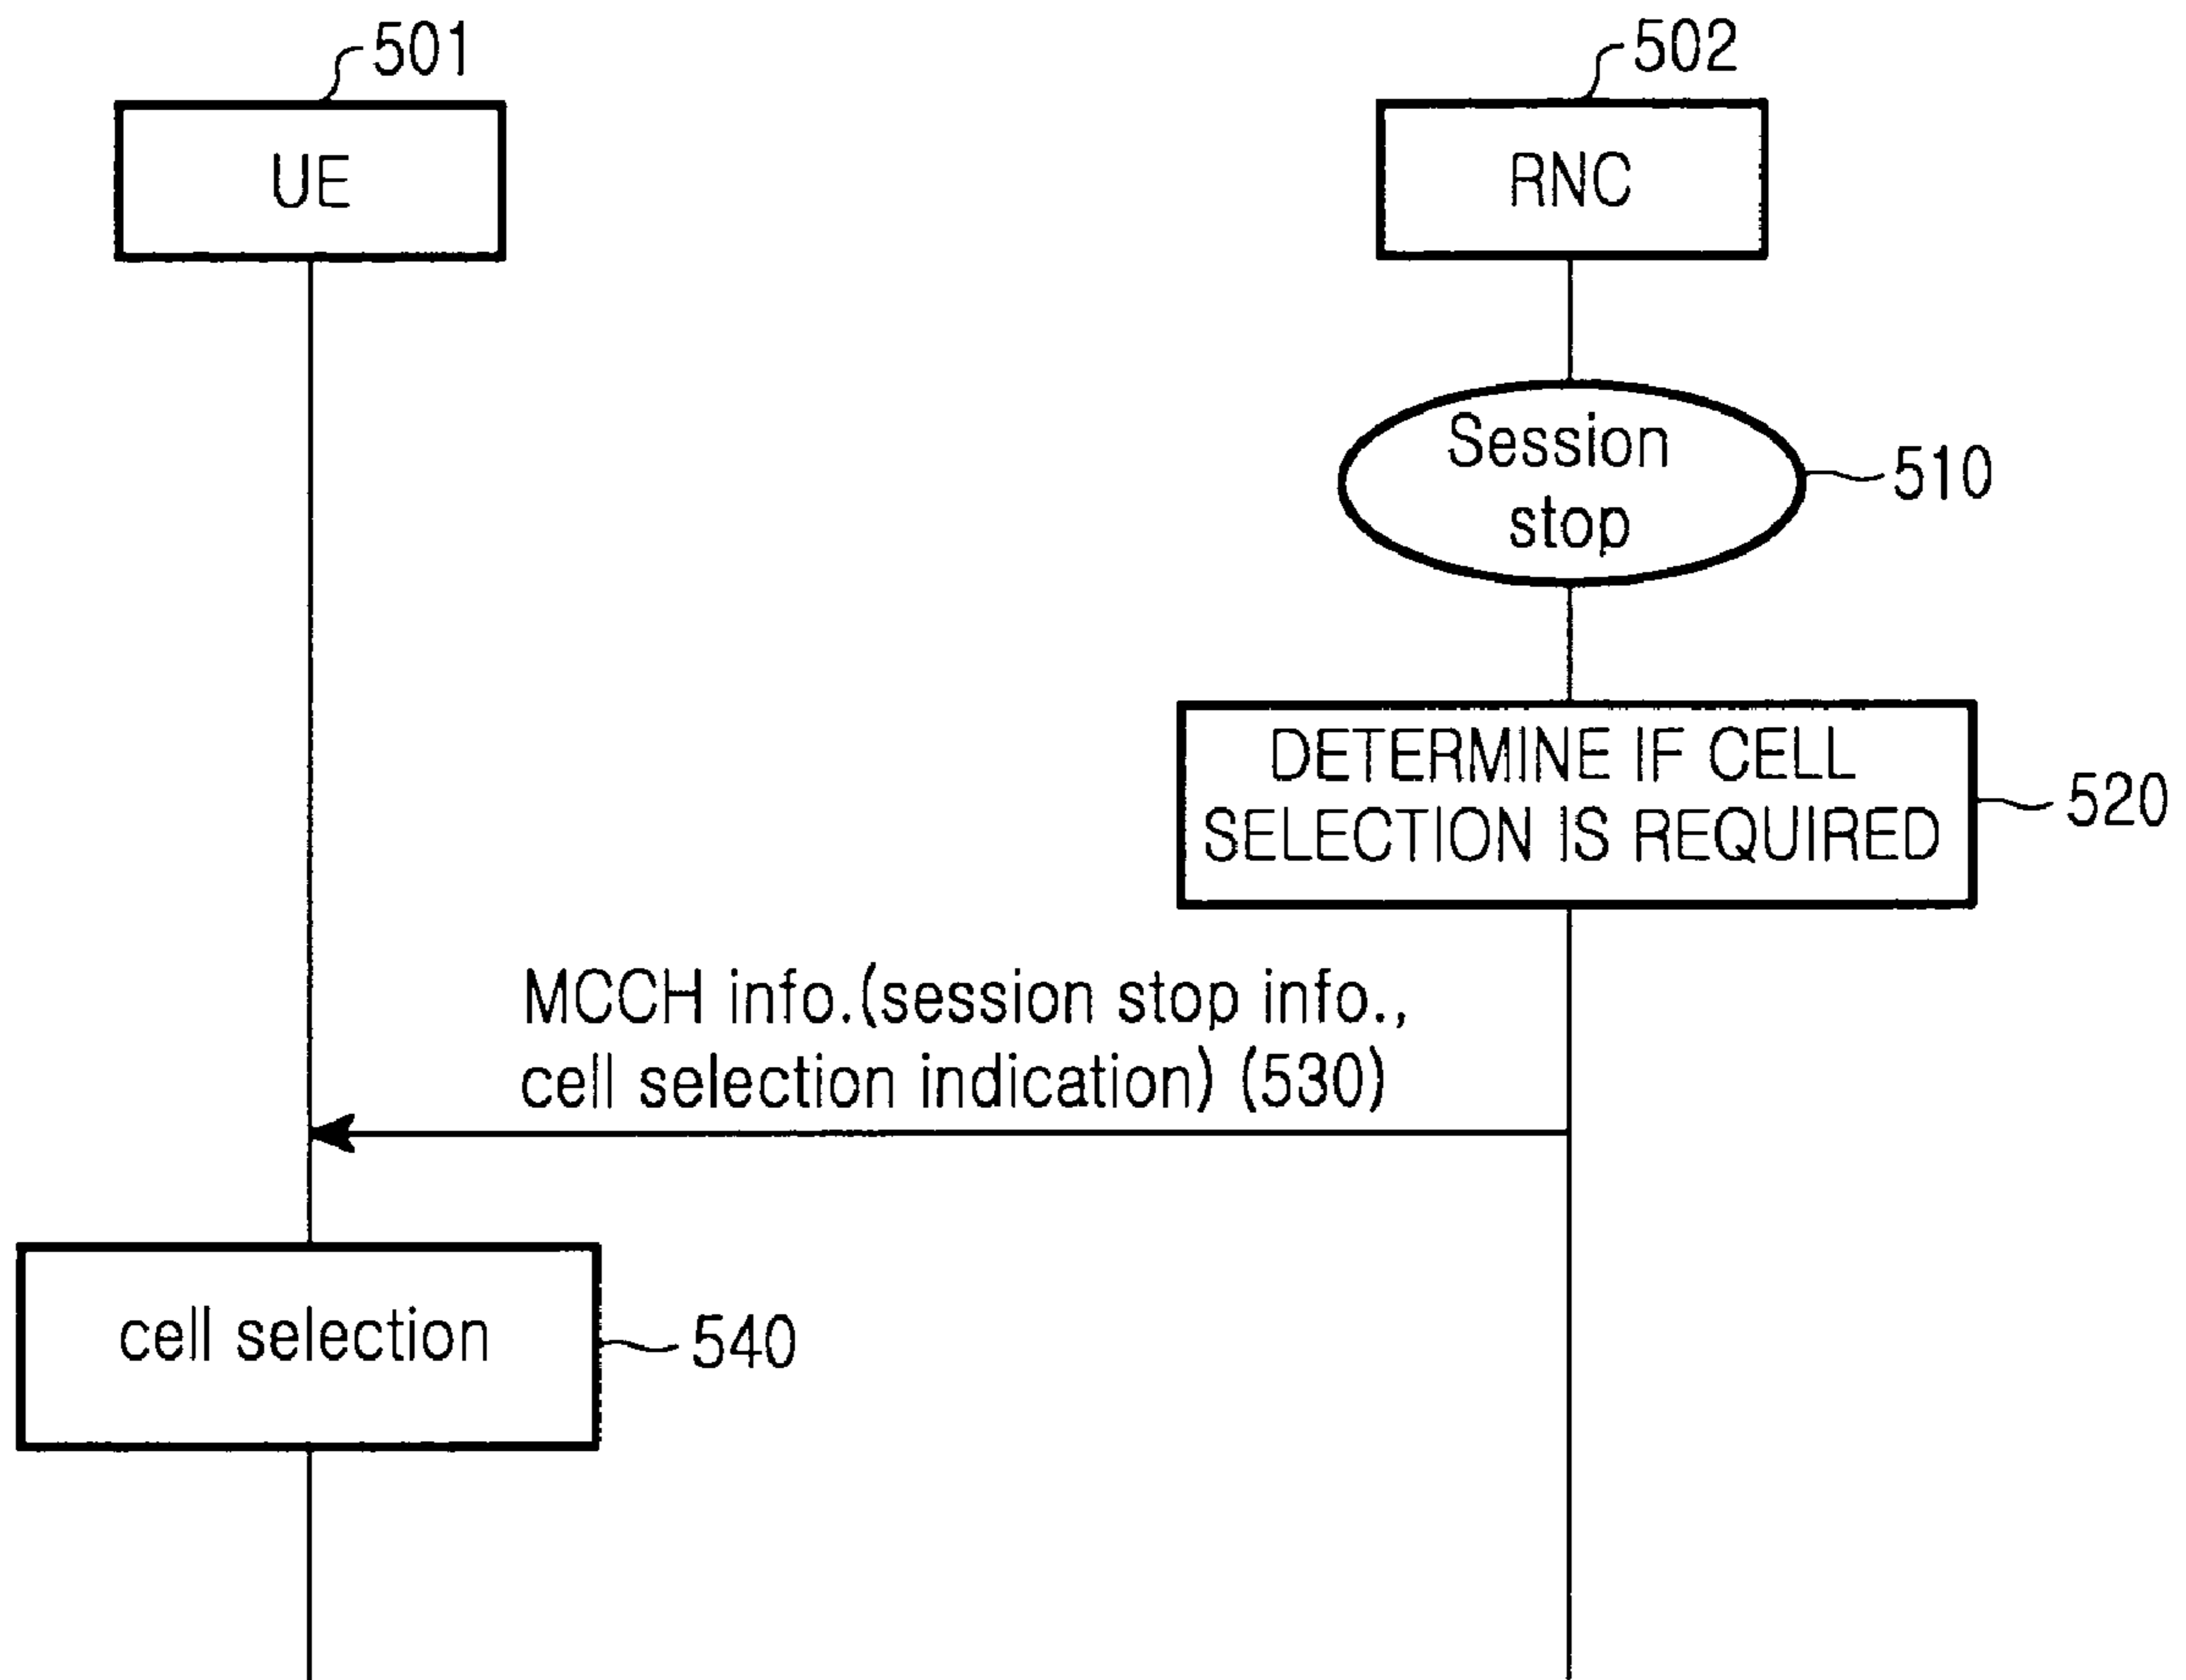 501
502
UE
RNC
Session
stop
510
DETERMINE IF CELL
SELECTION IS REQUIRED
520
MCCH info.(session stop info.,
cell selection indication) (530)
cell selection
540